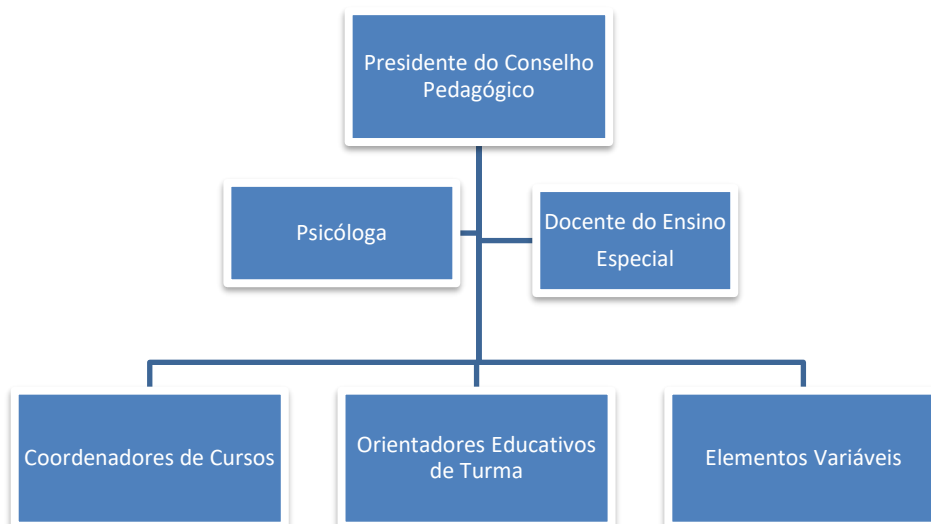 Presidente do Conselho
Pedagógico
Psicóloga
Docente do Ensino
Especial
Coordenadores de Cursos
Orientadores Educativos
de Turma
Elementos Variáveis